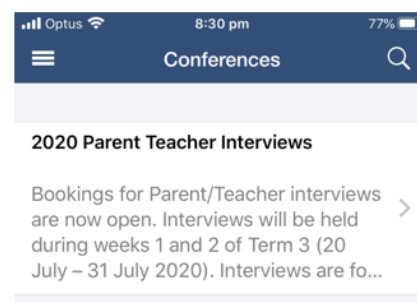 Optus 8:30 pm 77%
Conferences
2020 Parent Teacher Interviews
Bookings for Parent/Teacher interviews
are now open. Interviews will be held
during weeks 1 and 2 of Term 3 (20
July – 31 July 2020). Interviews are fo...